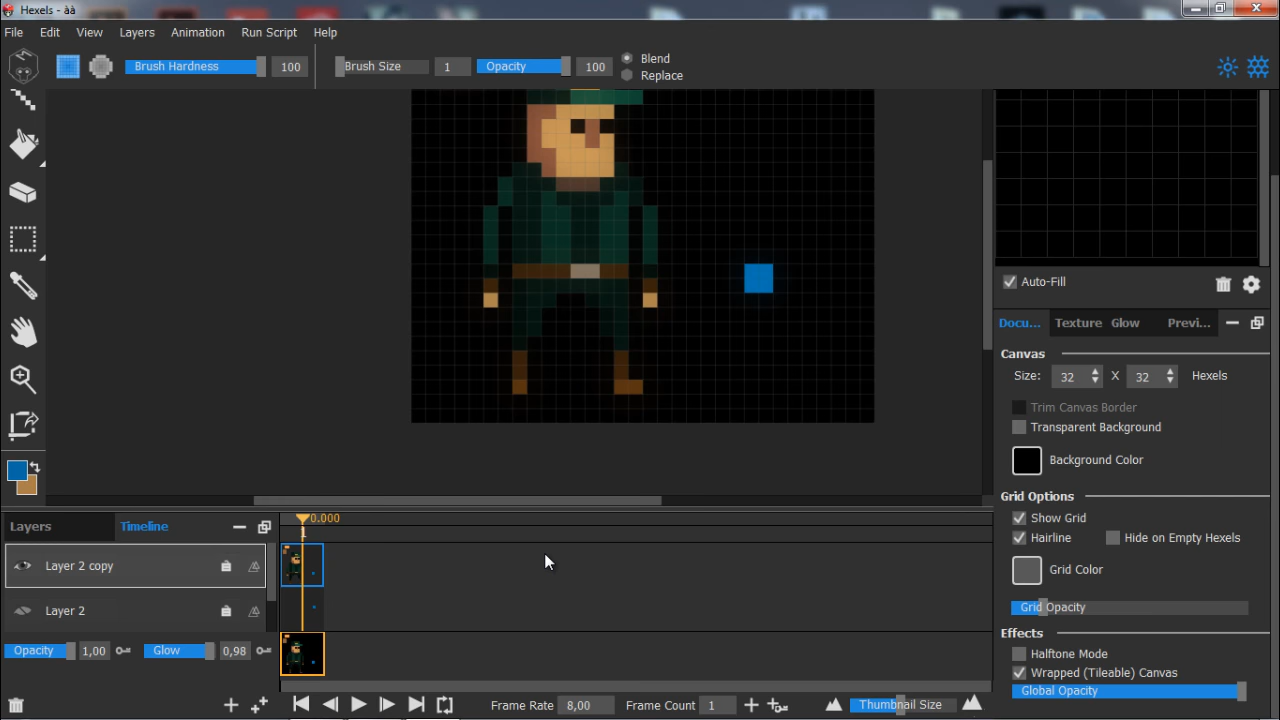 Hexels - àà
File Edit View Layers Animation Run Script Help
Brush Hardness 100 Brush Size 1 Opacity 100 Blend
Replace
Auto-Fill
Docu... Texture Glow Previ...
Canvas
Size: 32 X 32 Hexels
Trim Canvas Border
Transparent Background
Background Color
Grid Options
Show Grid
Hairline Hide on Empty Hexels
Grid Color
Grid Opacity
Effects
Halftone Mode
Wrapped (Tileable) Canvas
Global Opacity
Layers Timeline 0.000
1
Layer 2 copy
Layer 2
Opacity 1,00 Glow 0,98
Frame Rate 8,00 Frame Count 1 Thumbnail Size